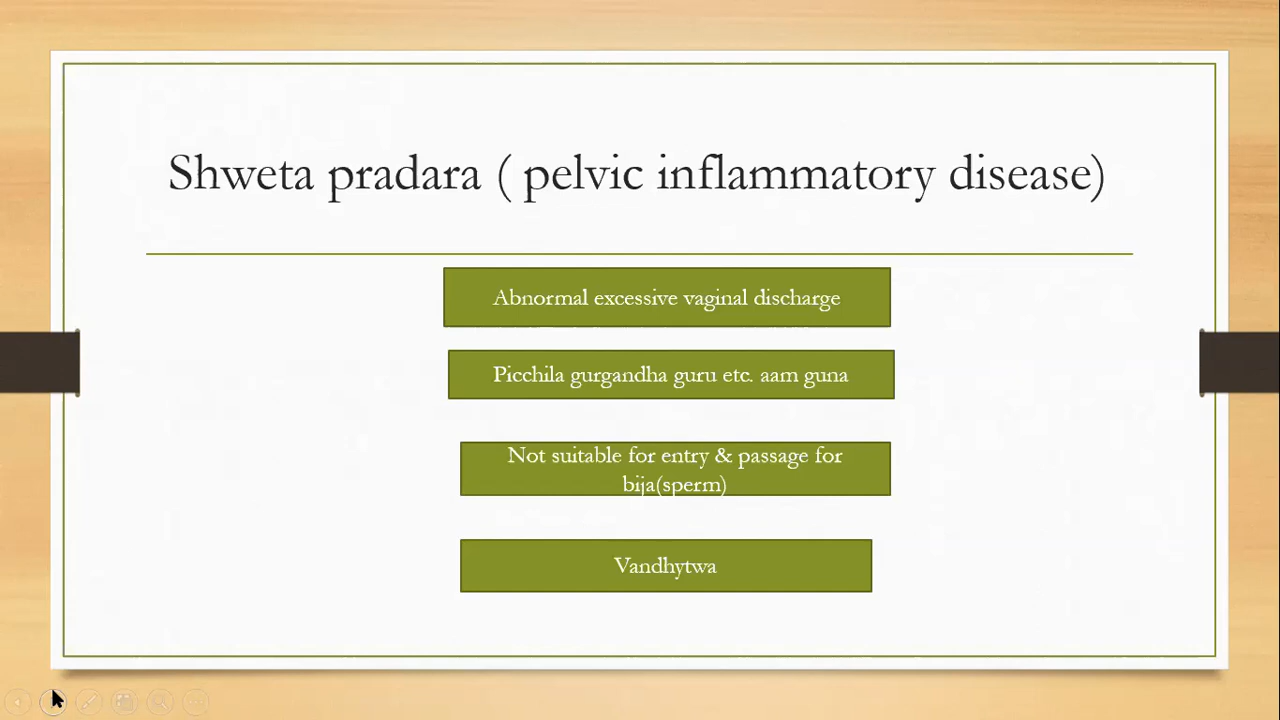 Shweta pradara ( pelvic inflammatory disease)
Abnormal excessive vaginal discharge
Picchila gurgandha guru etc. aam guna
Not suitable for entry & passage for
bija(sperm)
Vandhytwa